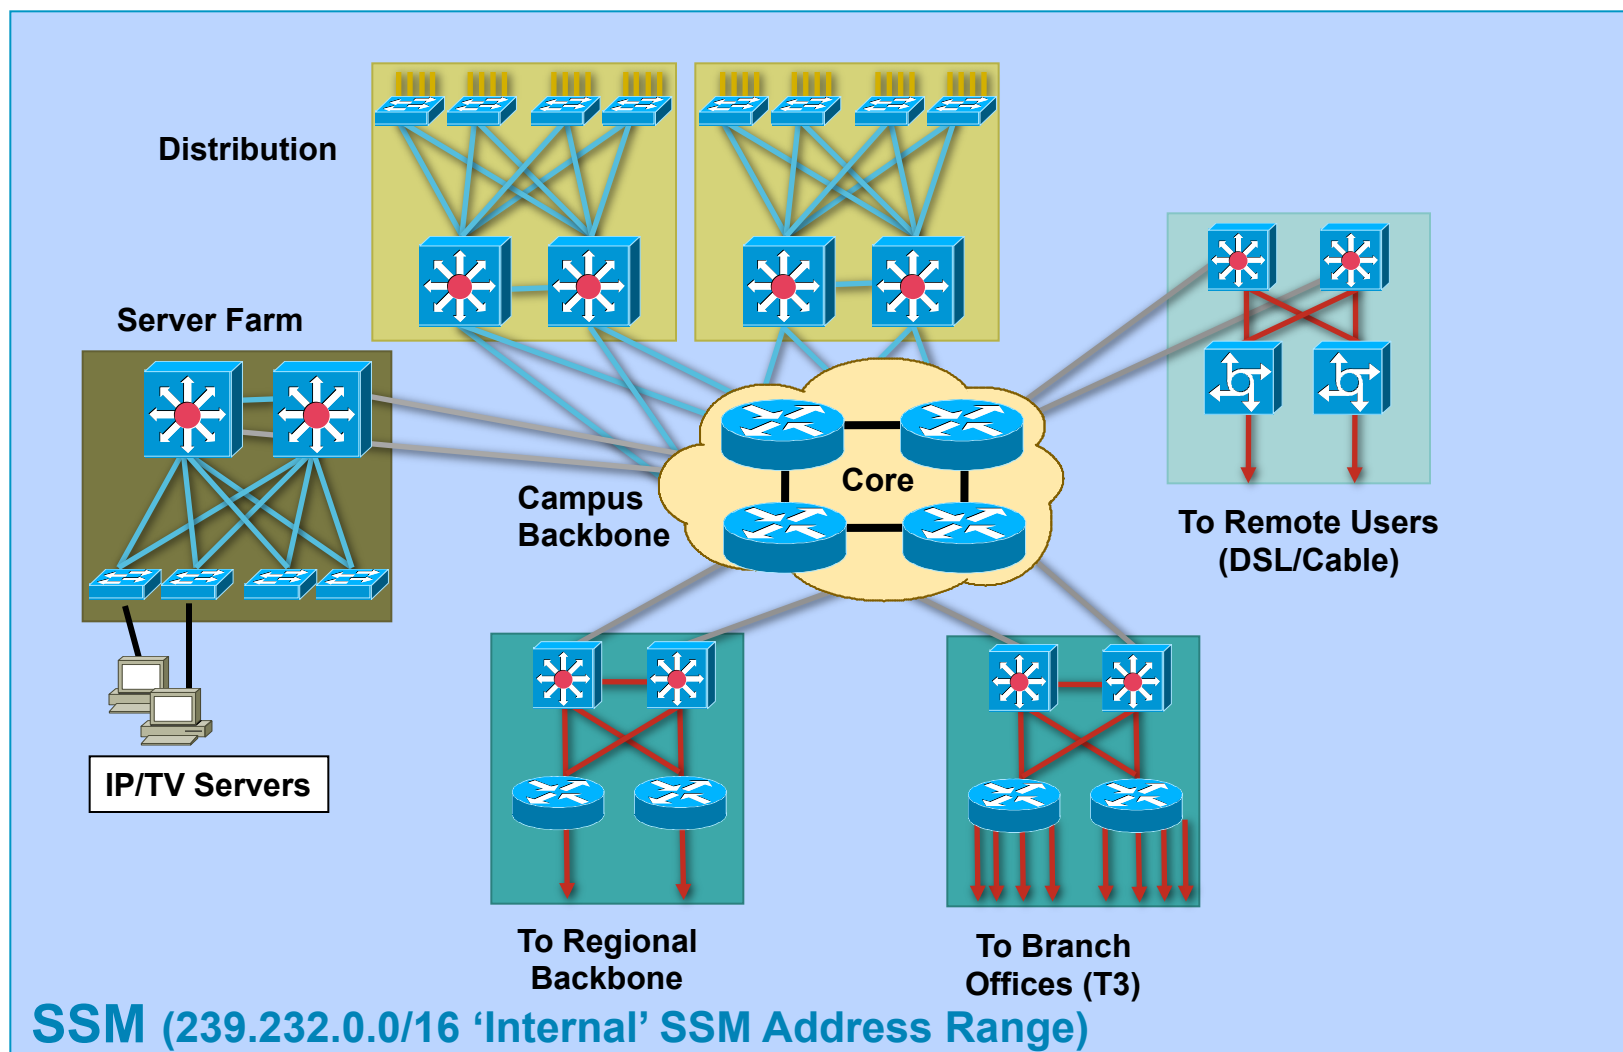 Distribution
Server Farm
Core
Campus
Backbone
To Remote Users
(DSL/Cable)
IP/TV Servers
To Regional
Backbone
To Branch
Offices (T3)
SSM (239.232.0.0/16 ‘Internal’ SSM Address Range)